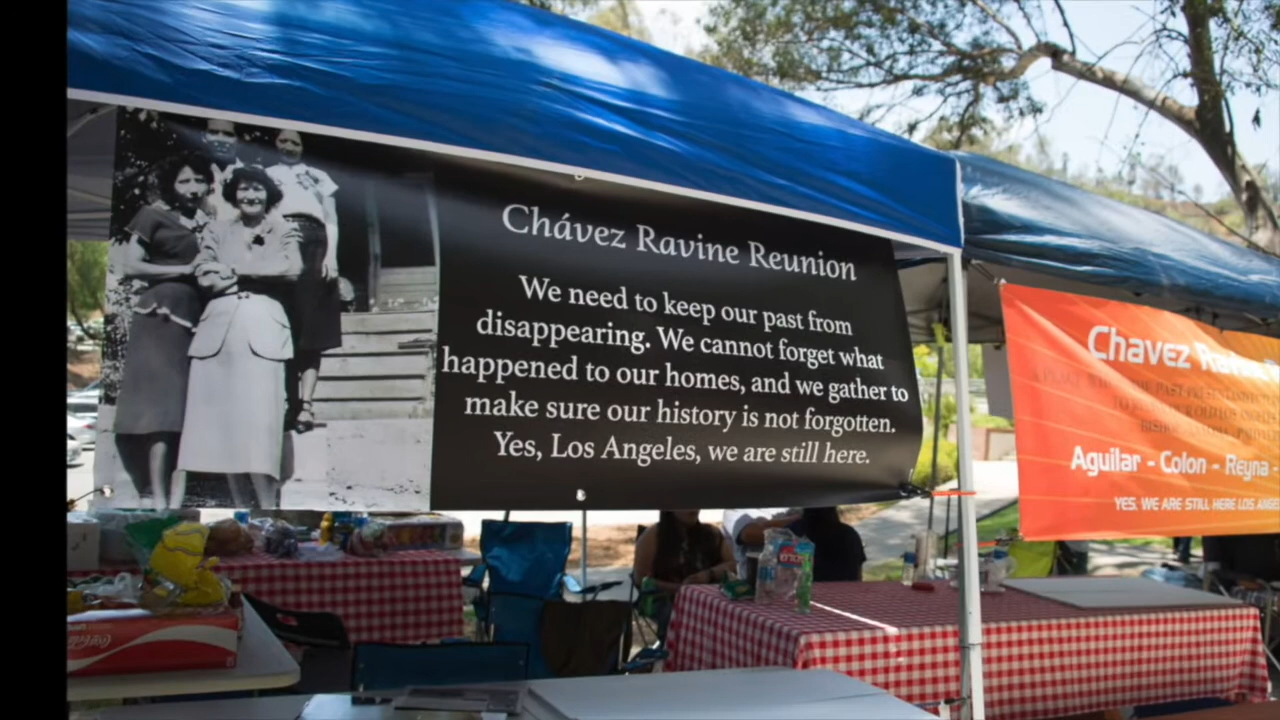 Chávez Ravine Reunion
We need to keep our past from
disappearing. We cannot forget what
happened to our homes, and we gather to
make sure our history is not forgotten.
Yes, Los Angeles, we are still here.
Chavez
Aguilar - Colon - Reyna -
YES, WE ARE STILL HERE LOS
Coca-Cola